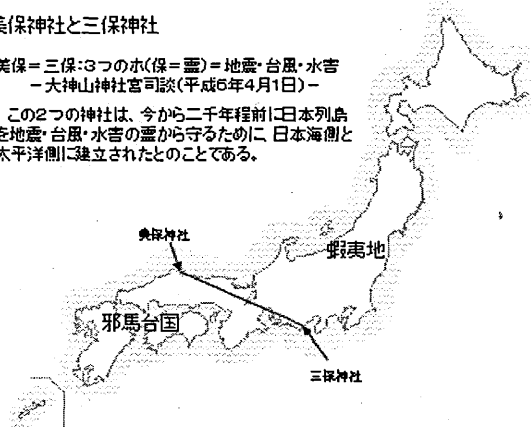 美保神社と三保神社
美保=三保:3つのホ(保=霊)=地震・台風・水害
-大神山神社宮司談(平成6年4月1日)-
この2つの神社は、今から二千年程前に日本列島
を地震・台風・水害の霊から守るために、日本海側と
太平洋側に建立されたとのことである。
美保神社
蝦夷地
邪馬台国
三保神社